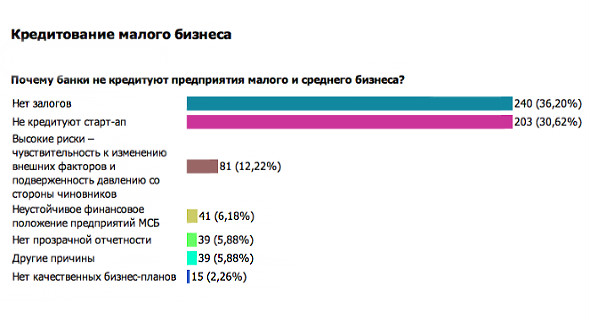 Кредитование малого бизнеса
Почему банки не кредитуют предприятия малого и среднего бизнеса?
Нет залогов
240 (36,20%)
Не кредитуют старт-ап
203 (30,62%)
Высокие риски –
чувствительность к изменению
внешних факторов и
подверженность давлению со
стороны чиновников
81 (12,22%)
Неустойчивое финансовое
положение предприятий МСБ
41 (6,18%)
Нет прозрачной отчетности
39 (5,88%)
Другие причины
39 (5,88%)
Нет качественных бизнес-планов
15 (2,26%)